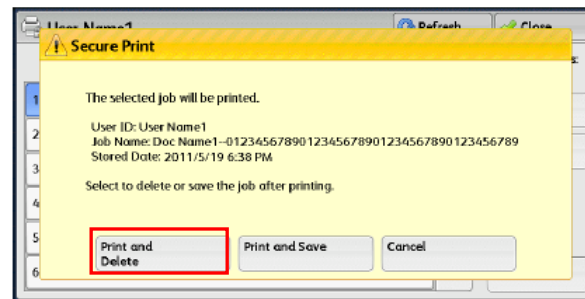 User Name1
Refresh
Close
Secure Print
The selected job will be printed.
User ID: User Name1
Job Name: Doc Name1--0123456789012345678901234567890123456789
Stored Date: 2011/5/19 6:38 PM
Select to delete or save the job after printing.
1
2
3
4
5
6
Print and
Delete
Print and Save
Cancel